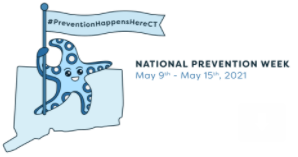 #PreventionHappensHereCT
NATIONAL PREVENTION WEEK
May 9th - May 15th, 2021